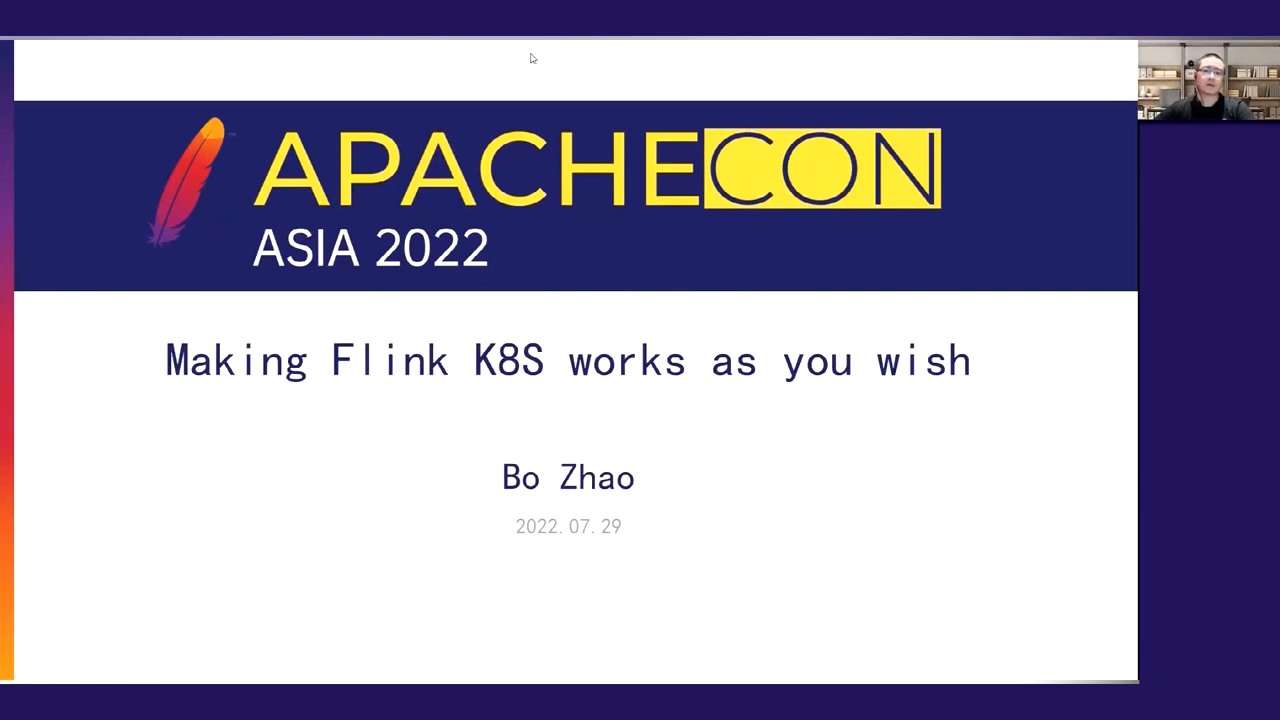 APACHECON
ASIA 2022
Making Flink K8S works as you wish
Bo Zhao
2022.07.29